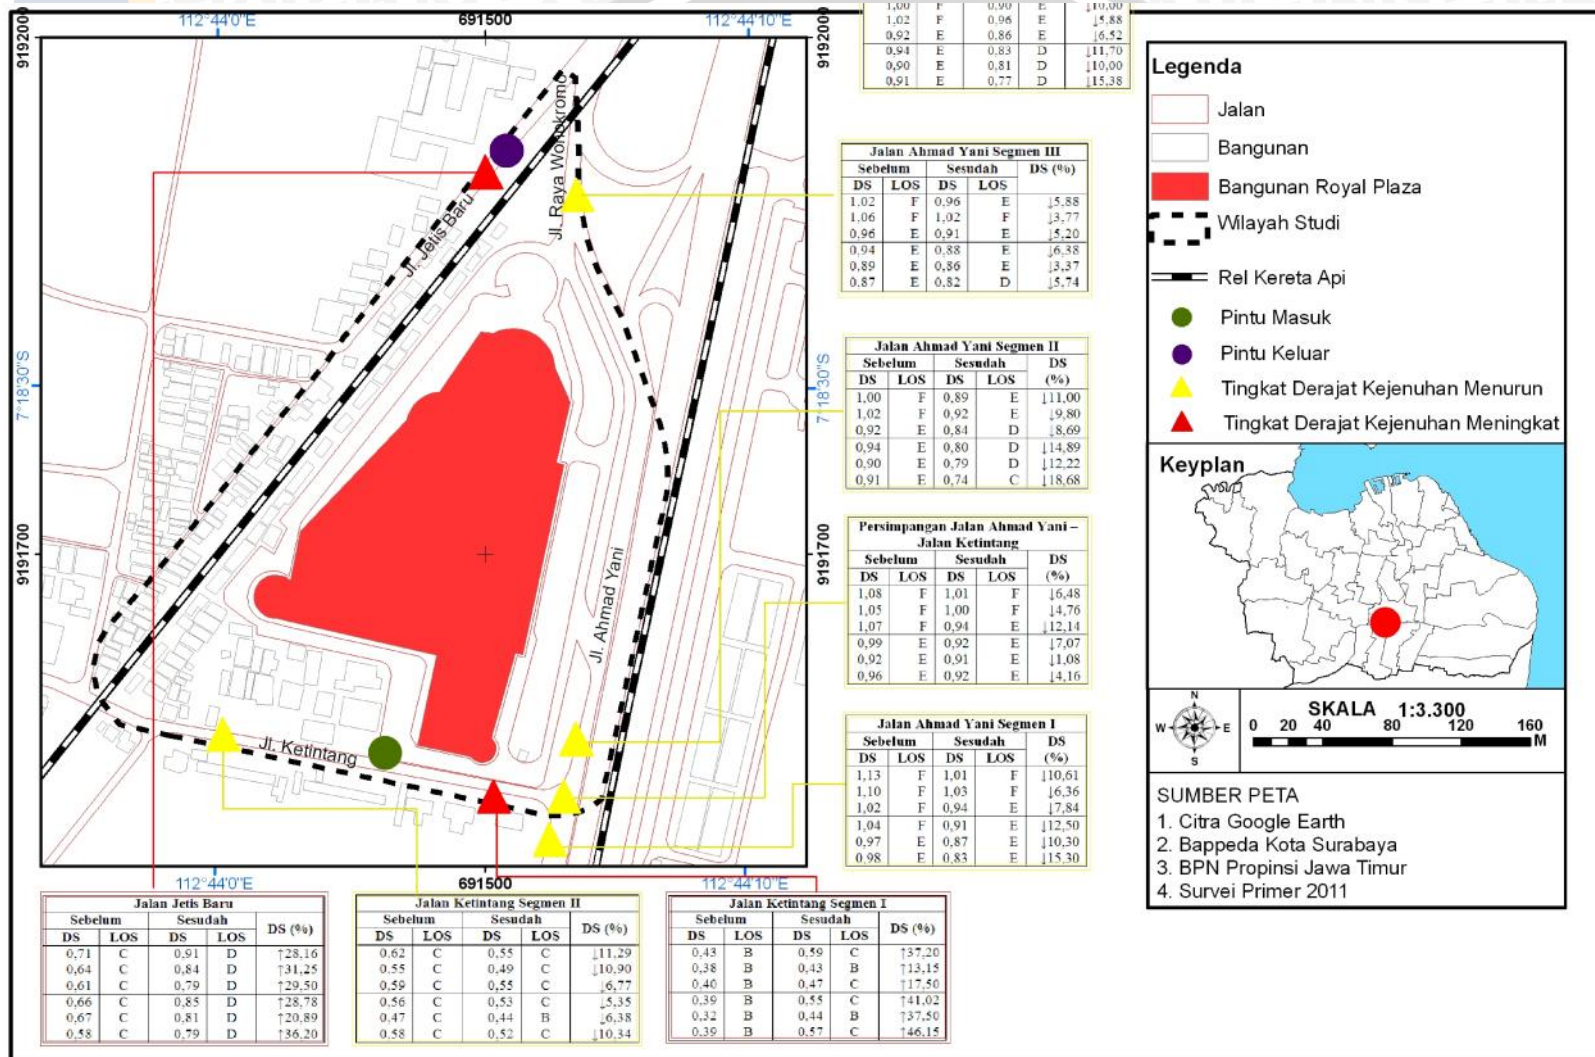 112°44'0"E 691500 112°44'10"E
9192000 9192000
1,00 F 0,90 E ↓10,00
1,02 F 0,96 E ↓5,88
0,92 E 0,86 E ↓6,52
0,94 E 0,83 D ↓11,70
0,90 E 0,81 D ↓10,00
0,91 E 0,77 D ↓15,38
Jl. Raya Wonokromo
Jl. Jetis Baru
Jl. Ahmad Yani
Jl. Ketintang
7°18'30"S 7°18'30"S
9191700 9191700
112°44'0"E 691500 112°44'10"E
Jalan Ahmad Yani Segmen III
Sebelum Sesudah DS (%)
DS LOS DS LOS
1,02 F 0,96 E ↓5,88
1,06 F 1,02 F ↓3,77
0,96 E 0,91 E ↓5,20
0,94 E 0,88 E ↓6,38
0,89 E 0,86 E ↓3,37
0,87 E 0,82 D ↓5,74
Jalan Ahmad Yani Segmen II
Sebelum Sesudah DS
DS LOS DS LOS (%)
1,00 F 0,89 E ↓11,00
1,02 F 0,92 E ↓9,80
0,92 E 0,84 D ↓8,69
0,94 E 0,80 D ↓14,89
0,90 E 0,79 D ↓12,22
0,91 E 0,74 C ↓18,68
Persimpangan Jalan Ahmad Yani –
Jalan Ketintang
Sebelum Sesudah DS
DS LOS DS LOS (%)
1,08 F 1,01 F ↓6,48
1,05 F 1,00 F ↓4,76
1,07 F 0,94 E ↓12,14
0,99 E 0,92 E ↓7,07
0,92 E 0,91 E ↓1,08
0,96 E 0,92 E ↓4,16
Jalan Ahmad Yani Segmen I
Sebelum Sesudah DS
DS LOS DS LOS (%)
1,13 F 1,01 F ↓10,61
1,10 F 1,03 F ↓6,36
1,02 F 0,94 E ↓7,84
1,04 F 0,91 E ↓12,50
0,97 E 0,87 E ↓10,30
0,98 E 0,83 E ↓15,30
Jalan Jetis Baru
Sebelum Sesudah DS (%)
DS LOS DS LOS
0,71 C 0,91 D ↑28,16
0,64 C 0,84 D ↑31,25
0,61 C 0,79 D ↑29,50
0,66 C 0,85 D ↑28,78
0,67 C 0,81 D ↑20,89
0,58 C 0,79 D ↑36,20
Jalan Ketintang Segmen II
Sebelum Sesudah DS (%)
DS LOS DS LOS
0,62 C 0,55 C ↓11,29
0,55 C 0,49 C ↓10,90
0,59 C 0,55 C ↓6,77
0,56 C 0,53 C ↓5,35
0,47 C 0,44 B ↓6,38
0,58 C 0,52 C ↓10,34
Jalan Ketintang Segmen I
Sebelum Sesudah DS (%)
DS LOS DS LOS
0,43 B 0,59 C ↑37,20
0,38 B 0,43 B ↑13,15
0,40 B 0,47 C ↑17,50
0,39 B 0,55 C ↑41,02
0,32 B 0,44 B ↑37,50
0,39 B 0,57 C ↑46,15
Legenda
Jalan
Bangunan
Bangunan Royal Plaza
Wilayah Studi
Rel Kereta Api
Pintu Masuk
Pintu Keluar
Tingkat Derajat Kejenuhan Menurun
Tingkat Derajat Kejenuhan Meningkat
Keyplan
N
W E
S
SKALA 1:3.300
0 20 40 80 120 160
M
SUMBER PETA
1. Citra Google Earth
2. Bappeda Kota Surabaya
3. BPN Propinsi Jawa Timur
4. Survei Primer 2011